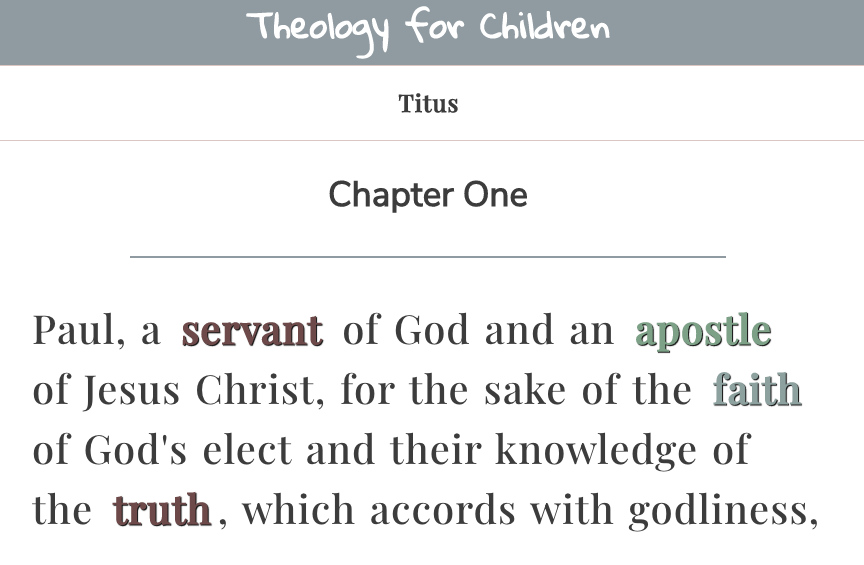 Theology for Children
Titus
Chapter One
Paul, a servant of God and an apostle
of Jesus Christ, for the sake of the faith
of God's elect and their knowledge of
the truth, which accords with godliness,